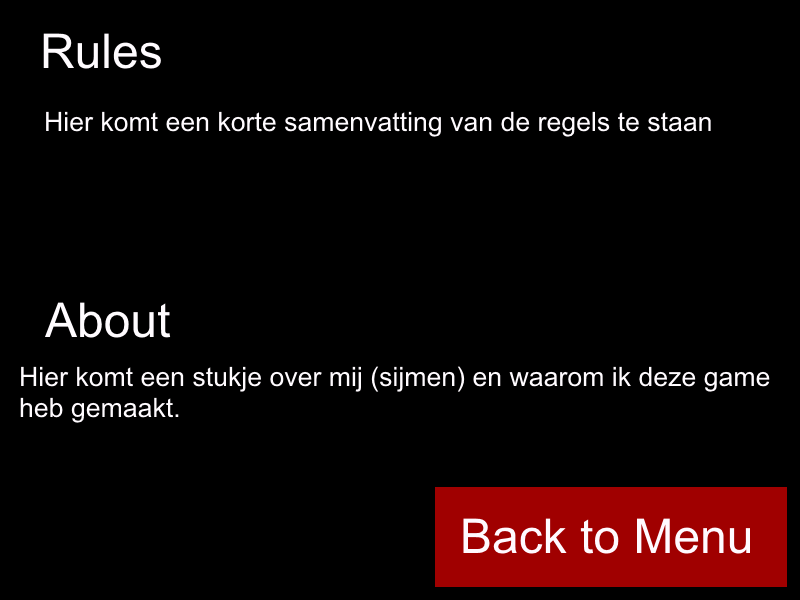 Rules
Hier komt een korte samenvatting van de regels te staan
About
Hier komt een stukje over mij (sijmen) en waarom ik deze game
heb gemaakt.
Back to Menu